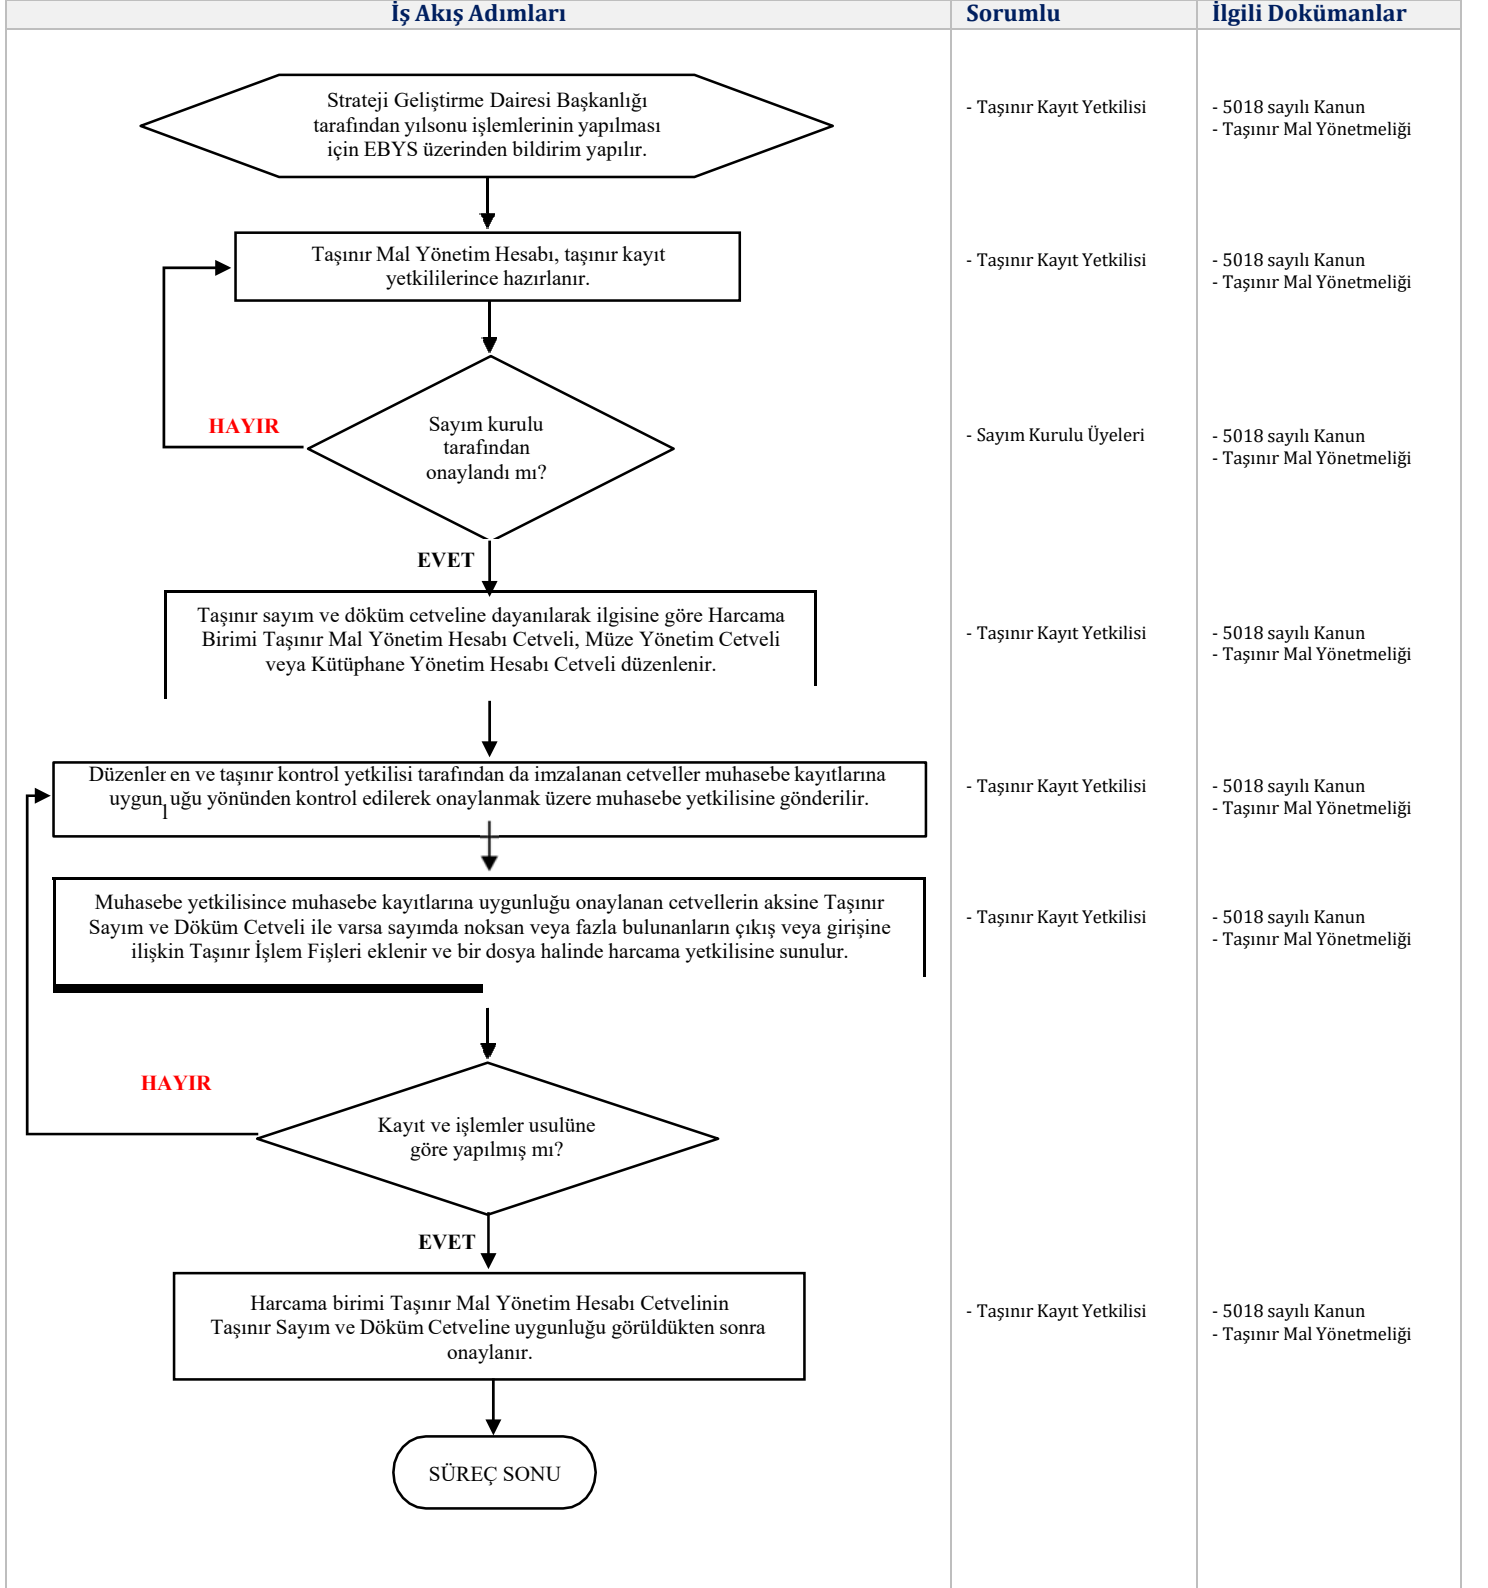 İş Akış Adımları
Sorumlu
İlgili Dokümanlar
Strateji Geliştirme Dairesi Başkanlığı
tarafından yılsonu işlemlerinin yapılması
için EBYS üzerinden bildirim yapılır.
- Taşınır Kayıt Yetkilisi
- 5018 sayılı Kanun
- Taşınır Mal Yönetmeliği
Taşınır Mal Yönetim Hesabı, taşınır kayıt
yetkililerince hazırlanır.
- Taşınır Kayıt Yetkilisi
- 5018 sayılı Kanun
- Taşınır Mal Yönetmeliği
HAYIR
Sayım kurulu
tarafından
onaylandı mı?
- Sayım Kurulu Üyeleri
- 5018 sayılı Kanun
- Taşınır Mal Yönetmeliği
EVET
Taşınır sayım ve döküm cetveline dayanılarak ilgisine göre Harcama
Birimi Taşınır Mal Yönetim Hesabı Cetveli, Müze Yönetim Cetveli
veya Kütüphane Yönetim Hesabı Cetveli düzenlenir.
- Taşınır Kayıt Yetkilisi
- 5018 sayılı Kanun
- Taşınır Mal Yönetmeliği
Düzenlenen ve taşınır kontrol yetkilisi tarafından da imzalanan cetveller muhasebe kayıtlarına
uygunluğu yönünden kontrol edilerek onaylanmak üzere muhasebe yetkilisine gönderilir.
- Taşınır Kayıt Yetkilisi
- 5018 sayılı Kanun
- Taşınır Mal Yönetmeliği
Muhasebe yetkilisince muhasebe kayıtlarına uygunluğu onaylanan cetvellerin aksine Taşınır
Sayım ve Döküm Cetveli ile varsa sayımda noksan veya fazla bulunanların çıkış veya girişine
ilişkin Taşınır İşlem Fişleri eklenir ve bir dosya halinde harcama yetkilisine sunulur.
- Taşınır Kayıt Yetkilisi
- 5018 sayılı Kanun
- Taşınır Mal Yönetmeliği
HAYIR
Kayıt ve işlemler usulüne
göre yapılmış mı?
EVET
Harcama birimi Taşınır Mal Yönetim Hesabı Cetvelinin
Taşınır Sayım ve Döküm Cetveline uygunluğu görüldükten sonra
onaylanır.
- Taşınır Kayıt Yetkilisi
- 5018 sayılı Kanun
- Taşınır Mal Yönetmeliği
SÜREÇ SONU